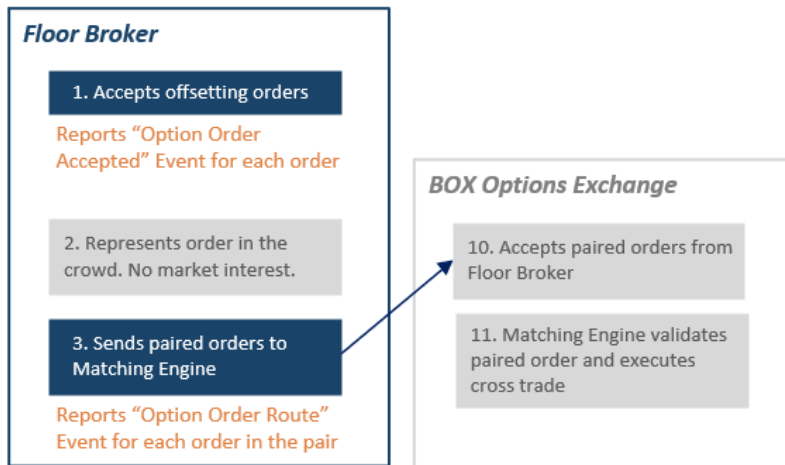 Floor Broker
1. Accepts offsetting orders
Reports “Option Order
Accepted” Event for each order
2. Represents order in the
crowd. No market interest.
3. Sends paired orders to
Matching Engine
Reports “Option Order Route”
Event for each order in the pair
BOX Options Exchange
10. Accepts paired orders from
Floor Broker
11. Matching Engine validates
paired order and executes
cross trade